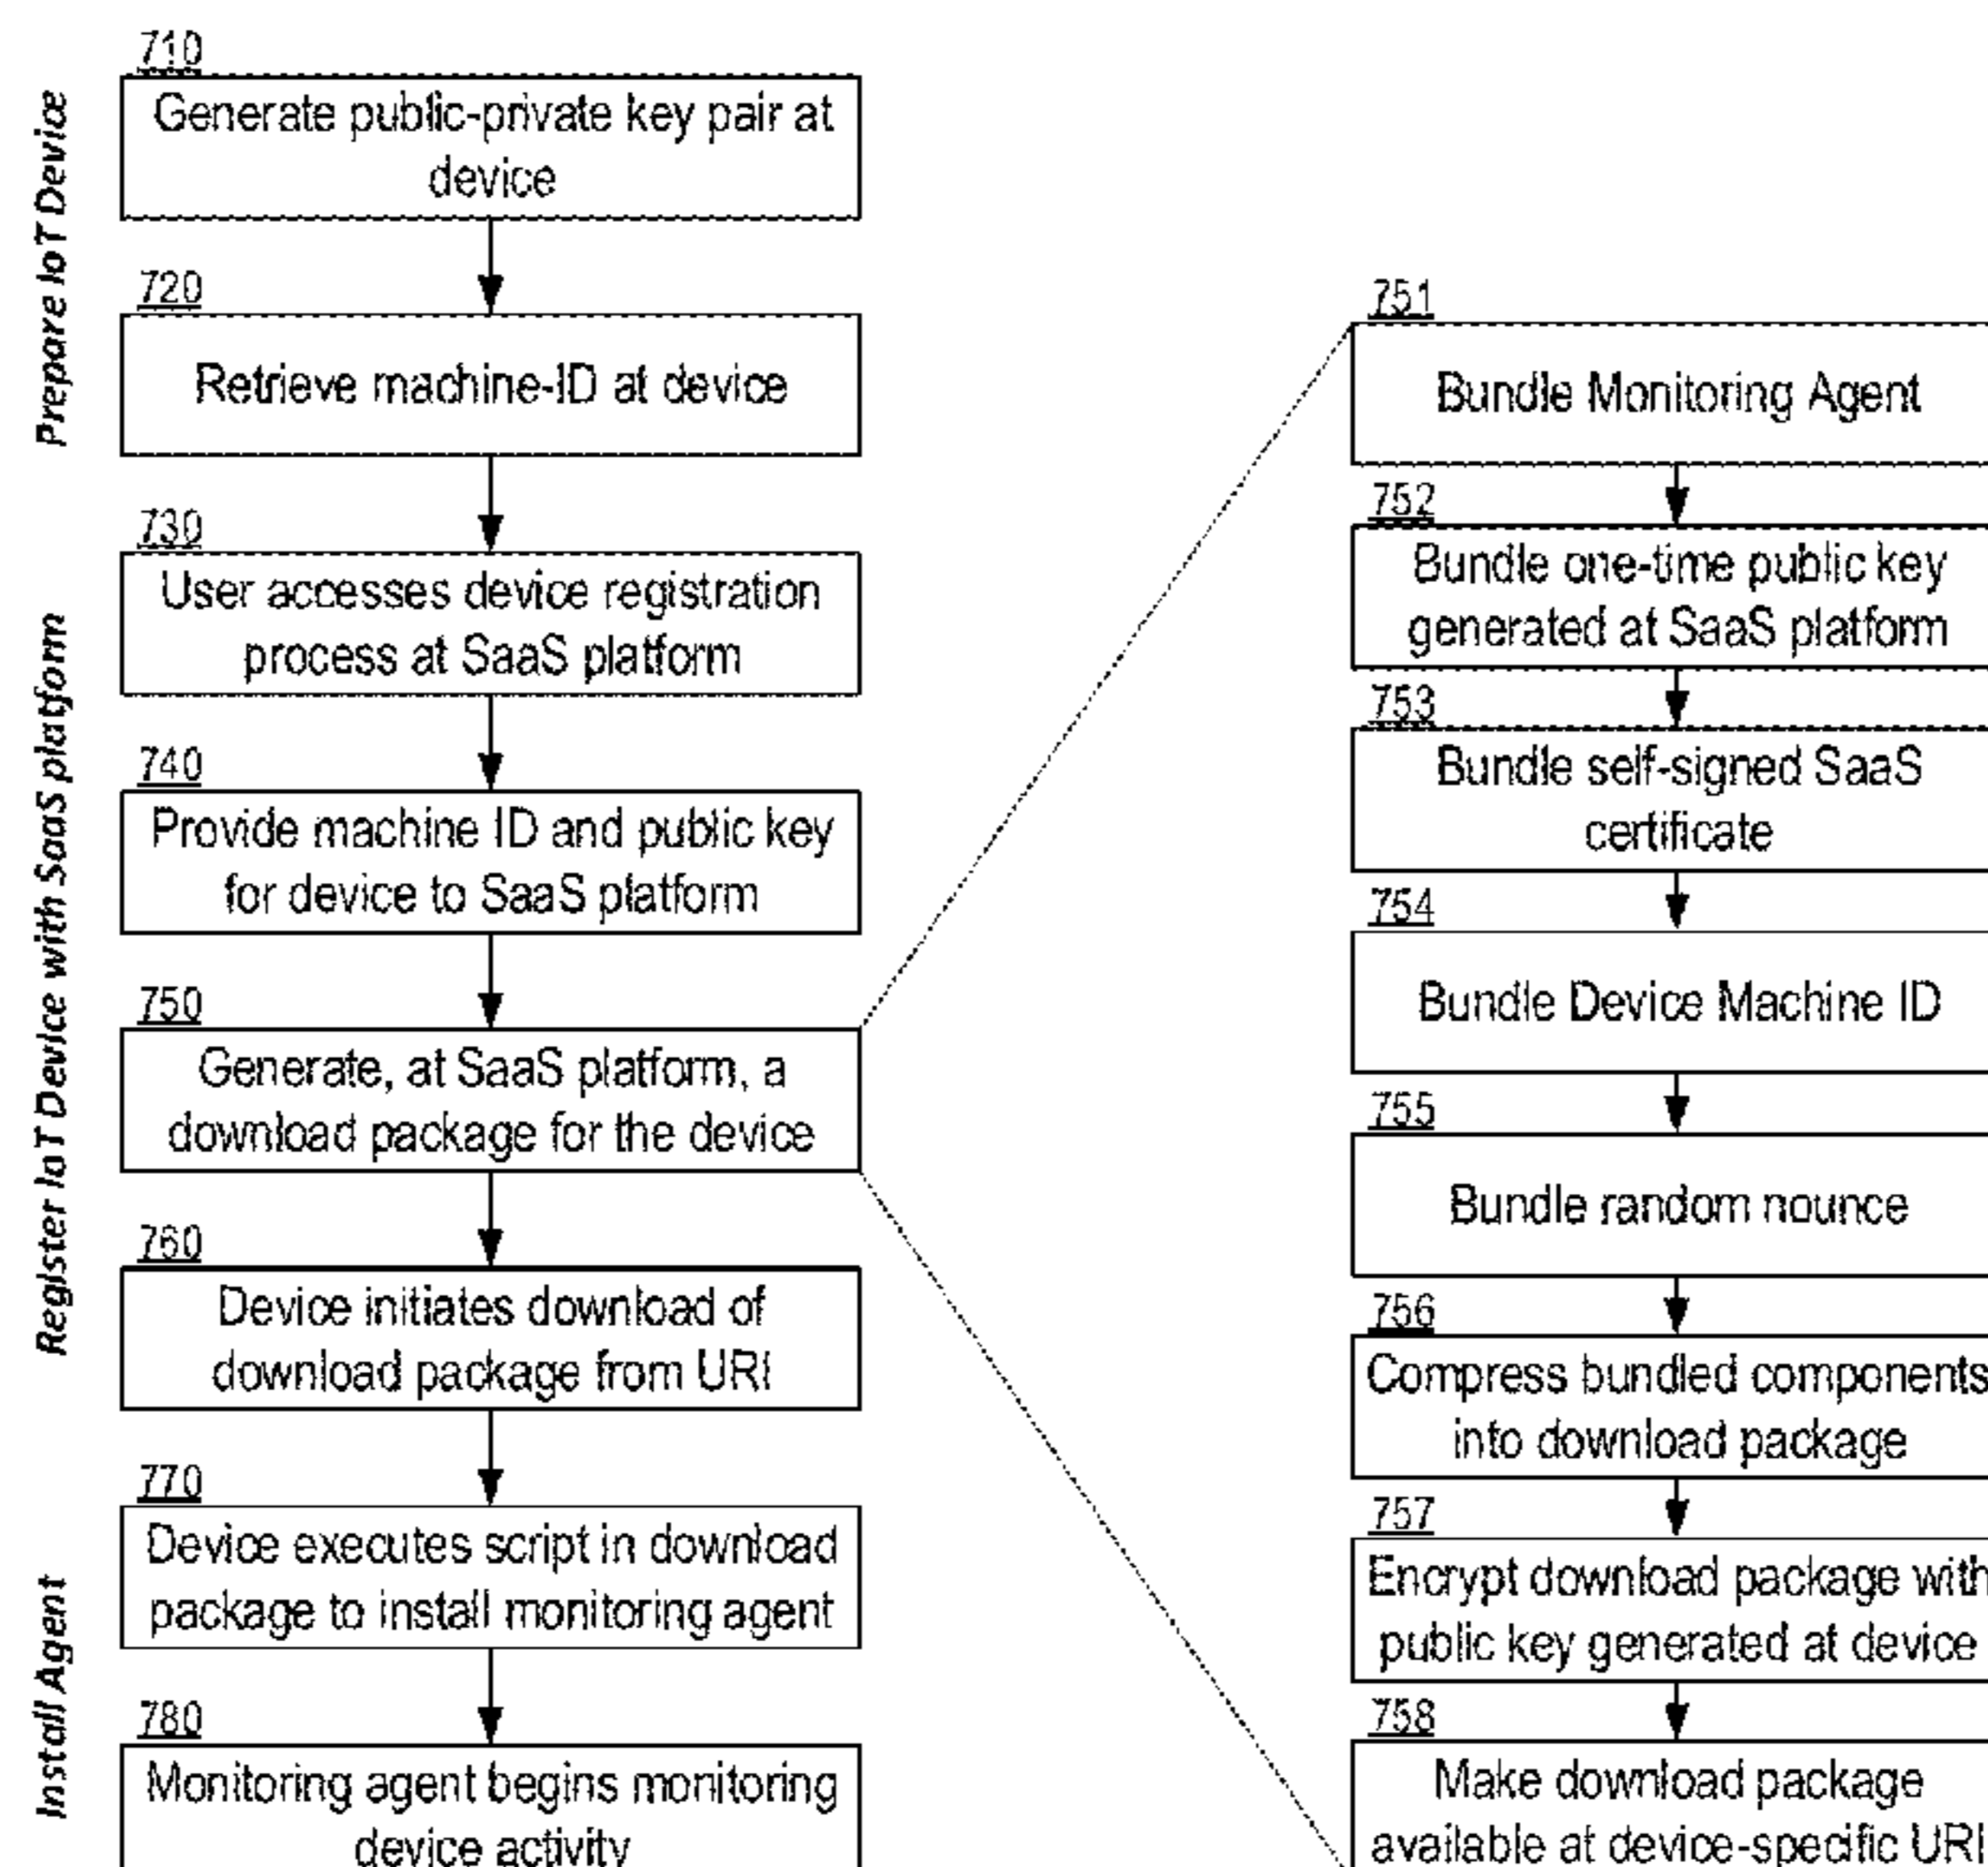 Prepare IoT Device
710
Generate public-private key pair at
device
720
Retrieve machine-ID at device
Register IoT Device with SaaS platform
730
User accesses device registration
process at SaaS platform
740
Provide machine ID and public key
for device to SaaS platform
750
Generate, at SaaS platform, a
download package for the device
760
Device initiates download of
download package from URI
Install Agent
770
Device executes script in download
package to install monitoring agent
780
Monitoring agent begins monitoring
device activity
751
Bundle Monitoring Agent
752
Bundle one-time public key
generated at SaaS platform
753
Bundle self-signed SaaS
certificate
754
Bundle Device Machine ID
755
Bundle random nounce
756
Compress bundled components
into download package
757
Encrypt download package with
public key generated at device
758
Make download package
available at device-specific URI